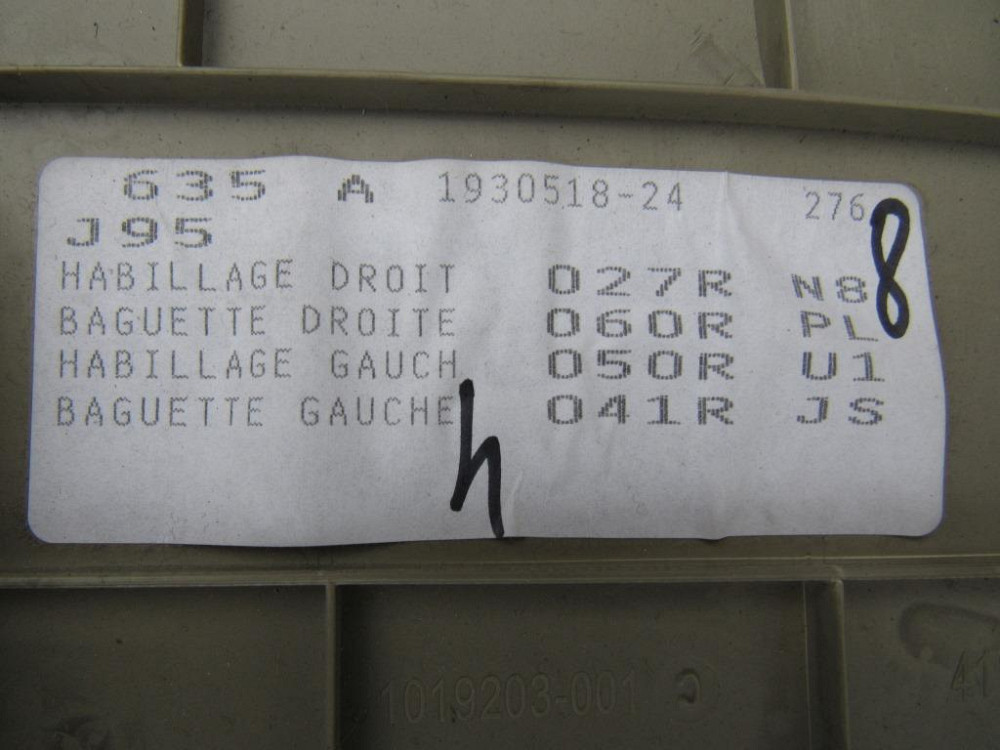 635 A 1930518-24 276
J95
HABILLAGE DROIT 027R N8
BAGUETTE DROITE 060R PL
HABILLAGE GAUCH 050R U1
BAGUETTE GAUCHE 041R JS
8
h
1019203-001 C